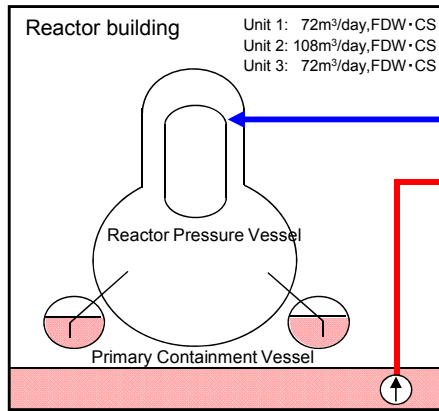 Reactor building
Unit 1: 72m³/day,FDW・CS
Unit 2: 108m³/day,FDW・CS
Unit 3: 72m³/day,FDW・CS
Reactor Pressure Vessel
Primary Containment Vessel